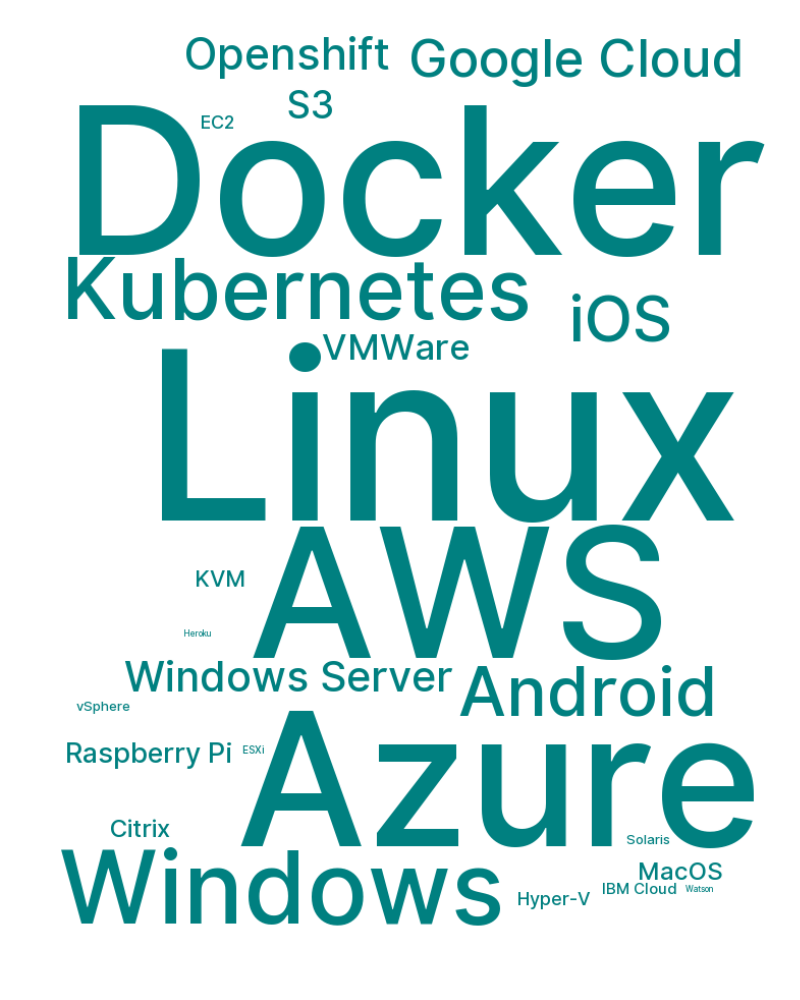 Openshift
Google Cloud
S3
EC2
Docker
Kubernetes
iOS
VMWare
Linux
AWS
KVM
Heroku
Windows Server
Android
vSphere
Azure
Raspberry Pi
ESXi
Citrix
Solaris
Windows
MacOS
IBM Cloud
Watson
Hyper-V